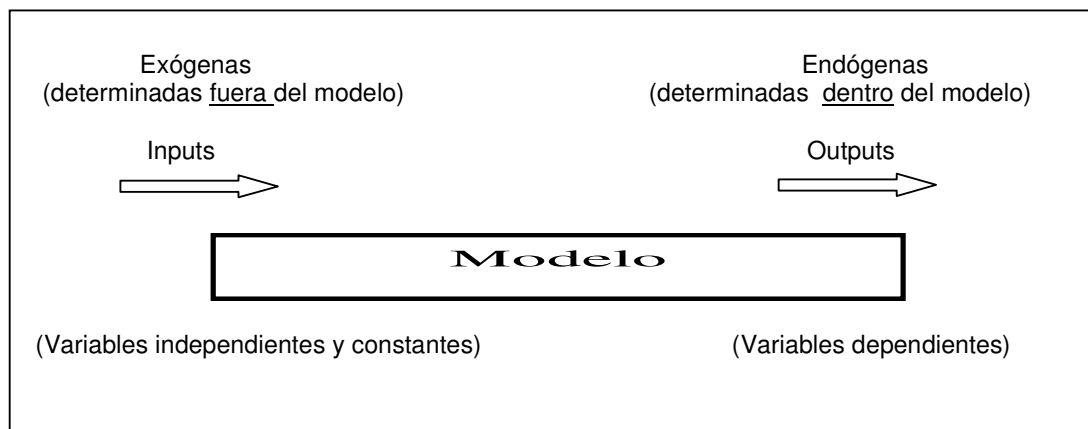 Exógenas
(determinadas fuera del modelo)
Inputs
Endógenas
(determinadas dentro del modelo)
Outputs
Modelo
(Variables independientes y constantes)
(Variables dependientes)